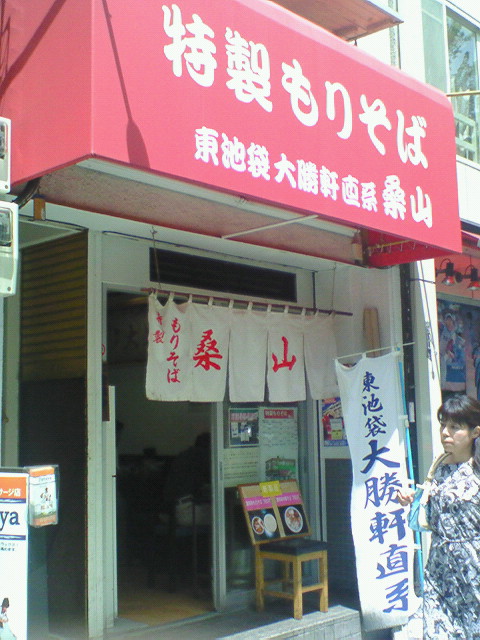 特製もりそば
東池袋 大勝軒直系 桑山
特製
もりそば
桑山
東池袋
大勝軒直系
ya